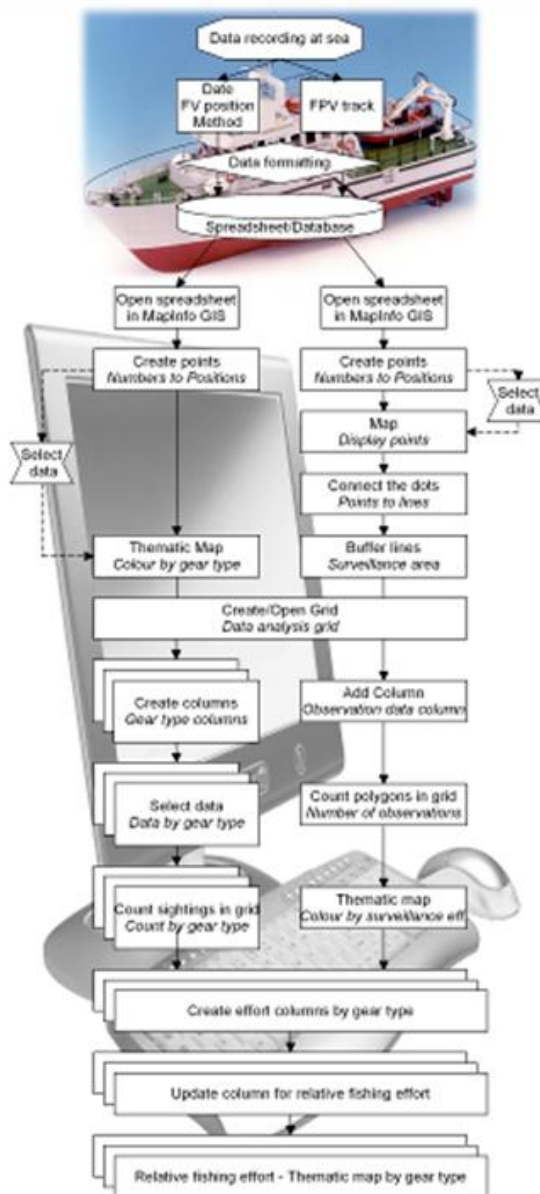 Data recording at sea
Date
FV position
Method
FPV track
Data formatting
Spreadsheet/Database
Open spreadsheet
in MapInfo GIS
Open spreadsheet
in MapInfo GIS
Create points
Numbers to Positions
Create points
Numbers to Positions
Select
data
Map
Display points
Select
data
Connect the dots
Points to lines
Thematic Map
Colour by gear type
Buffer lines
Surveillance area
Create/Open Grid
Data analysis grid
Create columns
Gear type columns
Add Column
Observation data column
Select data
Data by gear type
Count polygons in grid
Number of observations
Count sightings in grid
Count by gear type
Thematic map
Colour by surveillance eff.
Create effort columns by gear type
Update column for relative fishing effort
Relative fishing effort - Thematic map by gear type